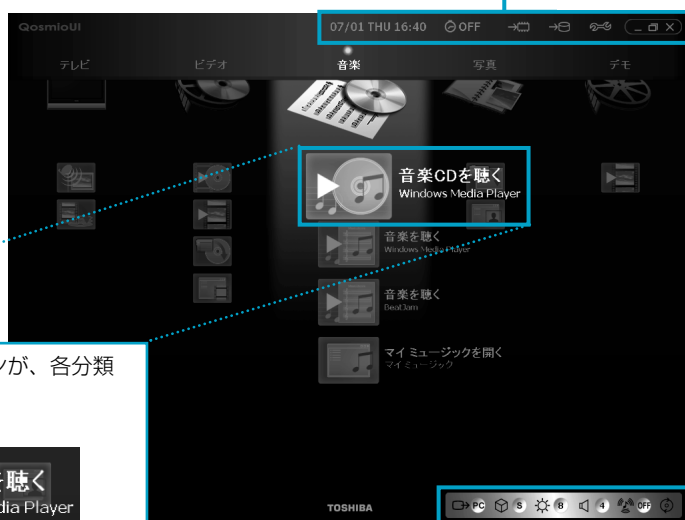 QosmioUI
07/01 THU 16:40 OFF
テレビ ビデオ 音楽 写真 デモ
音楽CDを聴く
Windows Media Player
音楽を聴く
Windows Media Player
音楽を聴く
BeatJam
マイ ミュージックを開く
マイ ミュージック
が、各分類
聴く
dia Player
TOSHIBA
PC S 8 4 OFF